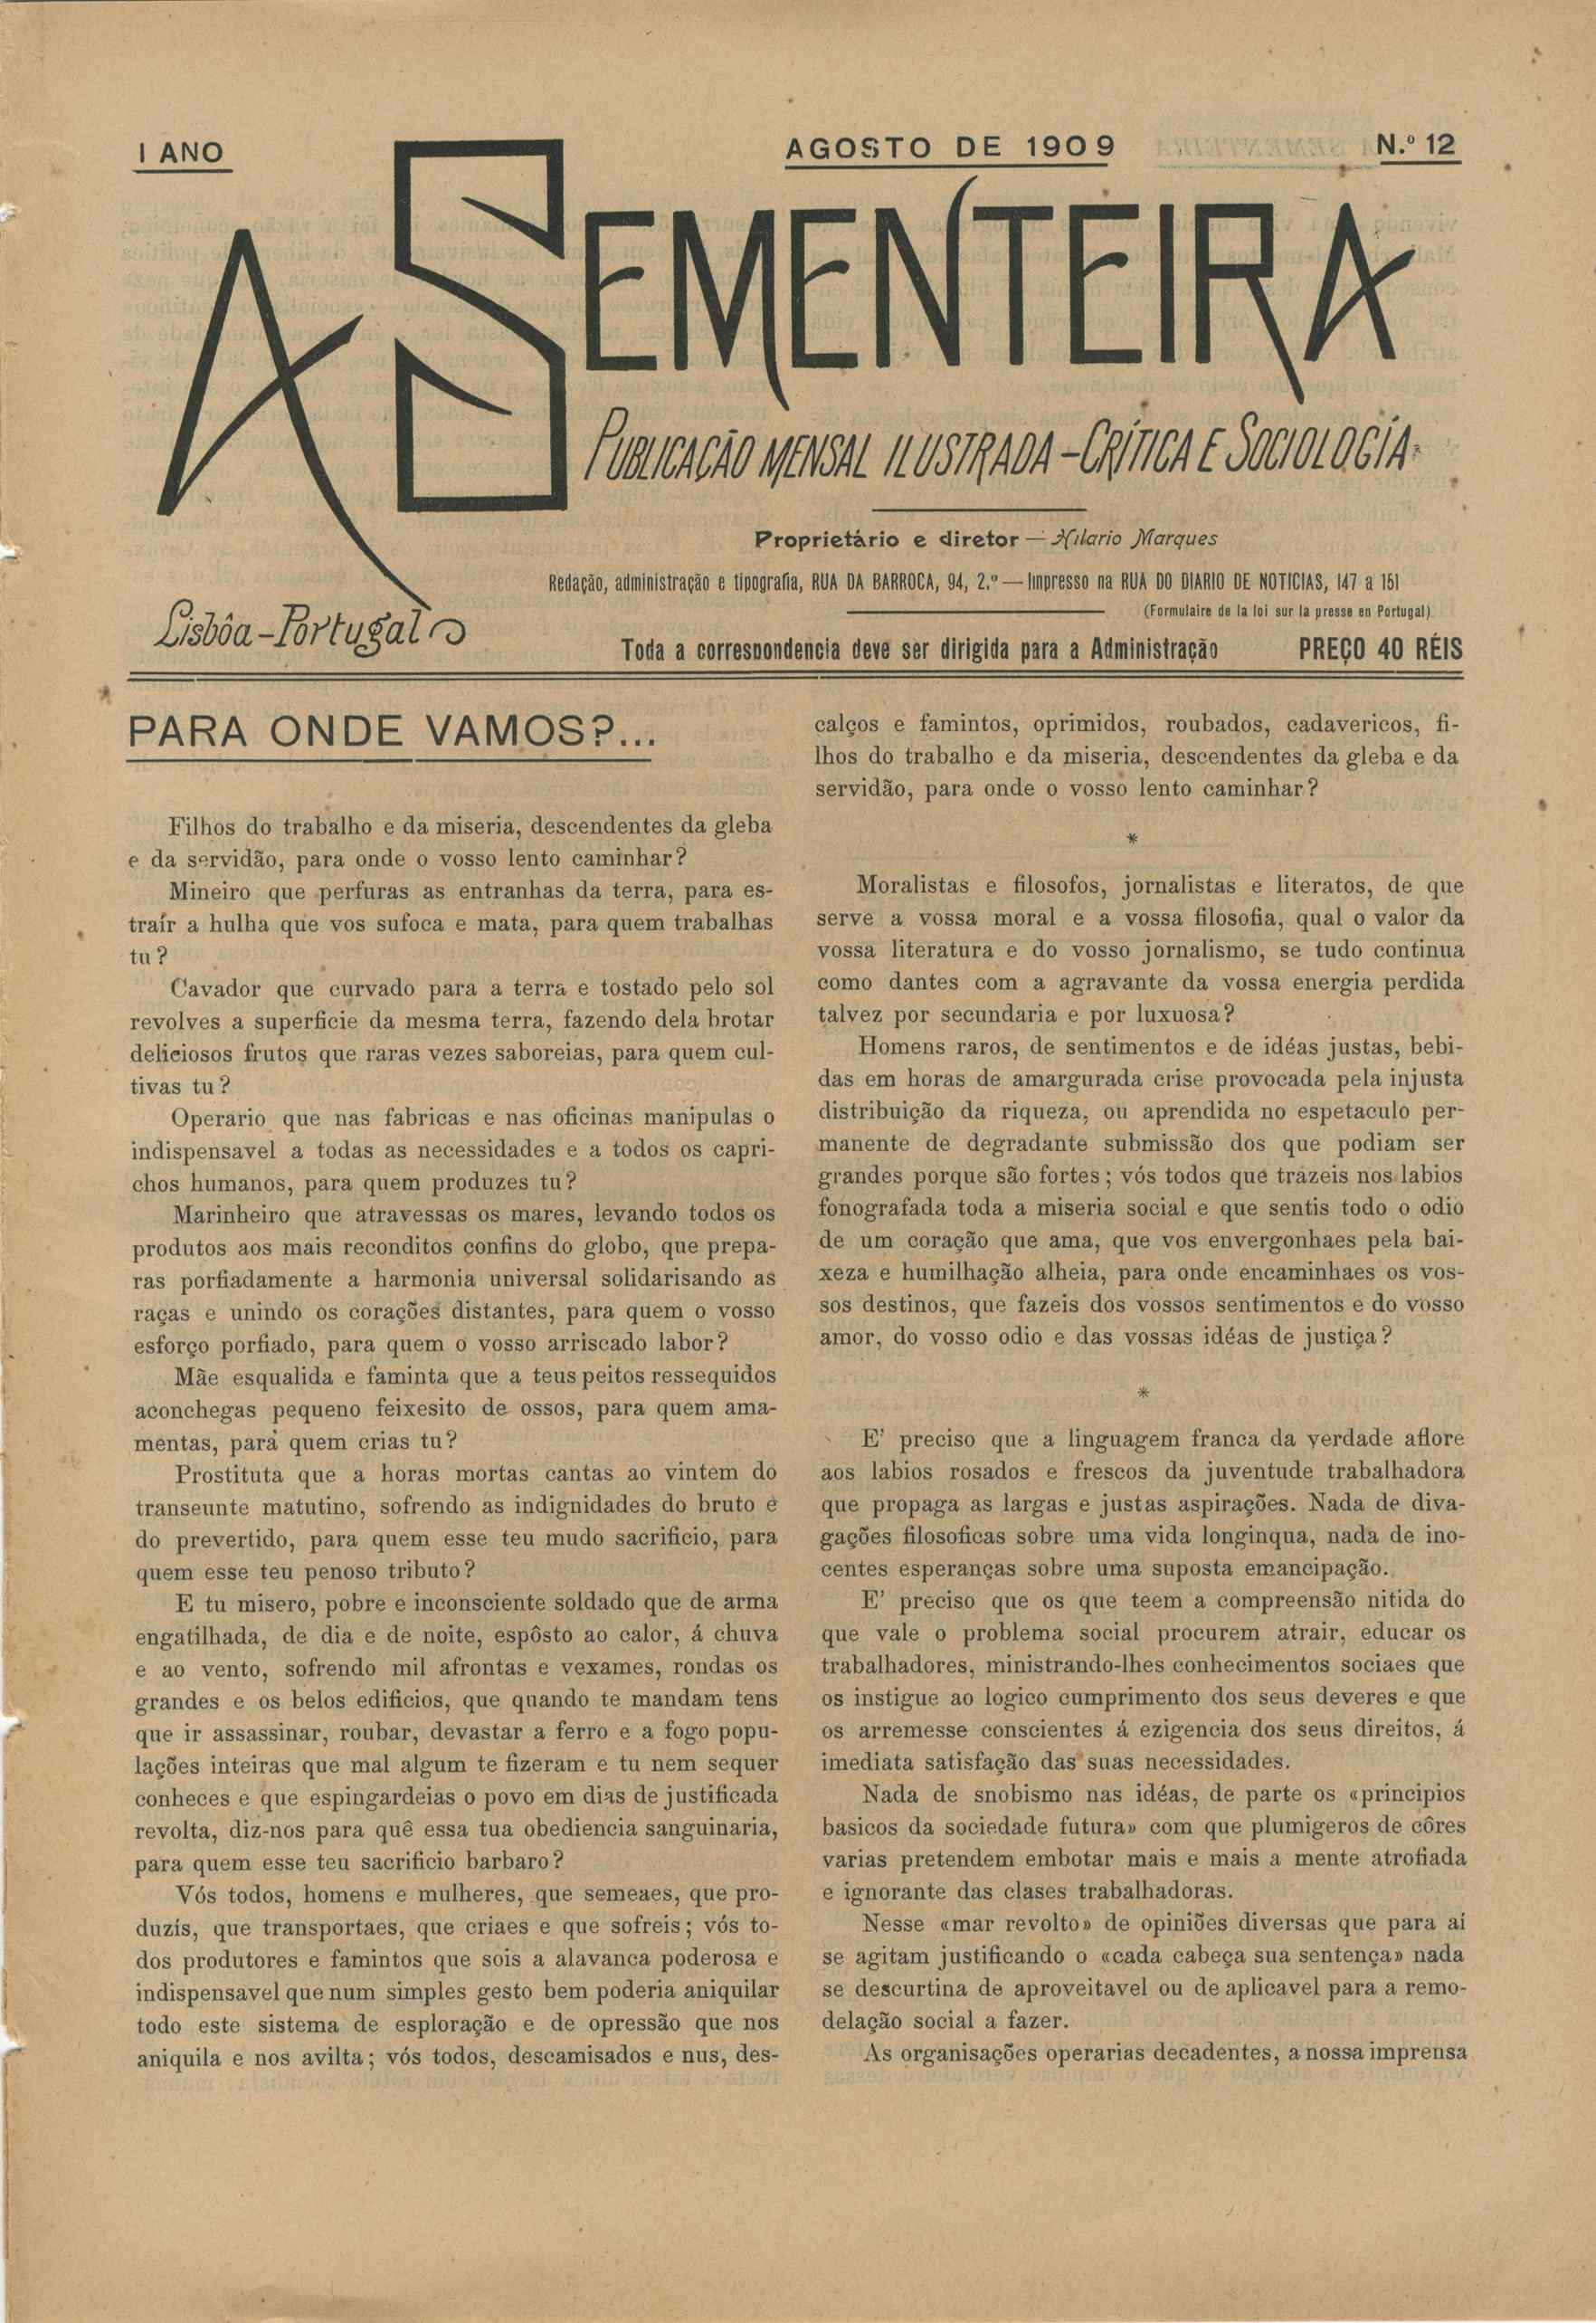 I ANO
AGOSTO DE 1909
N.º 12
A SEMENTEIRA
PUBLICAÇÃO MENSAL ILUSTRADA-CRÍTICA E SOCIOLOGÍA
Proprietário e diretor — Hilario Marques
Redação, administração e tipografia, RUA DA BARROCA, 94, 2.º — Impresso na RUA DO DIARIO DE NOTICIAS, 147 a 151
(Formulaire de la loi sur la presse en Portugal)
Lisbôa-Portugal
Toda a correspondencia deve ser dirigida para a Administração
PREÇO 40 RÉIS
PARA ONDE VAMOS?...
Filhos do trabalho e da miseria, descendentes da gleba
e da servidão, para onde o vosso lento caminhar?
Mineiro que perfuras as entranhas da terra, para es-
traír a hulha que vos sufoca e mata, para quem trabalhas
tu?
Cavador que curvado para a terra e tostado pelo sol
revolves a superficie da mesma terra, fazendo dela brotar
deliciosos frutos que raras vezes saboreias, para quem cul-
tivas tu?
Operario que nas fabricas e nas oficinas manipulas o
indispensavel a todas as necessidades e a todos os capri-
chos humanos, para quem produzes tu?
Marinheiro que atravessas os mares, levando todos os
produtos aos mais reconditos confins do globo, que prepa-
ras porfiadamente a harmonia universal solidarisando as
raças e unindo os corações distantes, para quem o vosso
esforço porfiado, para quem o vosso arriscado labor?
Mãe esqualida e faminta que a teus peitos ressequidos
aconchegas pequeno feixesito de ossos, para quem ama-
mentas, para quem crias tu?
Prostituta que a horas mortas cantas ao vintem do
transeunte matutino, sofrendo as indignidades do bruto e
do prevertido, para quem esse teu mudo sacrificio, para
quem esse teu penoso tributo?
E tu misero, pobre e inconsciente soldado que de arma
engatilhada, de dia e de noite, espôsto ao calor, á chuva
e ao vento, sofrendo mil afrontas e vexames, rondas os
grandes e os belos edificios, que quando te mandam tens
que ir assassinar, roubar, devastar a ferro e a fogo popu-
lações inteiras que mal algum te fizeram e tu nem sequer
conheces e que espingardeias o povo em dias de justificada
revolta, diz-nos para quê essa tua obediencia sanguinaria,
para quem esse teu sacrificio barbaro?
Vós todos, homens e mulheres, que semeaes, que pro-
duzís, que transportaes, que criaes e que sofreis; vós to-
dos produtores e famintos que sois a alavanca poderosa e
indispensavel que num simples gesto bem poderia aniquilar
todo este sistema de esploração e de opressão que nos
aniquila e nos avilta; vós todos, descamisados e nus, des-
calços e famintos, oprimidos, roubados, cadavericos, fi-
lhos do trabalho e da miseria, descendentes da gleba e da
servidão, para onde o vosso lento caminhar?
*
Moralistas e filosofos, jornalistas e literatos, de que
serve a vossa moral e a vossa filosofia, qual o valor da
vossa literatura e do vosso jornalismo, se tudo continua
como dantes com a agravante da vossa energia perdida
talvez por secundaria e por luxuosa?
Homens raros, de sentimentos e de idéas justas, bebi-
das em horas de amargurada crise provocada pela injusta
distribuição da riqueza, ou aprendida no espetaculo per-
manente de degradante submissão dos que podiam ser
grandes porque são fortes; vós todos que trazeis nos labios
fonografada toda a miseria social e que sentis todo o odio
de um coração que ama, que vos envergonhaes pela bai-
xeza e humilhação alheia, para onde encaminhaes os vos-
sos destinos, que fazeis dos vossos sentimentos e do vosso
amor, do vosso odio e das vossas idéas de justiça?
*
E' preciso que a linguagem franca da verdade aflore
aos labios rosados e frescos da juventude trabalhadora
que propaga as largas e justas aspirações. Nada de diva-
gações filosoficas sobre uma vida longinqua, nada de ino-
centes esperanças sobre uma suposta emancipação.
E' preciso que os que teem a compreensão nitida do
que vale o problema social procurem atrair, educar os
trabalhadores, ministrando-lhes conhecimentos sociaes que
os instigue ao logico cumprimento dos seus deveres e que
os arremesse conscientes á ezigencia dos seus direitos, á
imediata satisfação das suas necessidades.
Nada de snobismo nas idéas, de parte os «principios
basicos da sociedade futura» com que plumigeros de côres
varias pretendem embotar mais e mais a mente atrofiada
e ignorante das clases trabalhadoras.
Nesse «mar revolto» de opiniões diversas que para aí
se agitam justificando o «cada cabeça sua sentença» nada
se descurtina de aproveitavel ou de aplicavel para a remo-
delação social a fazer.
As organisações operarias decadentes, a nossa imprensa